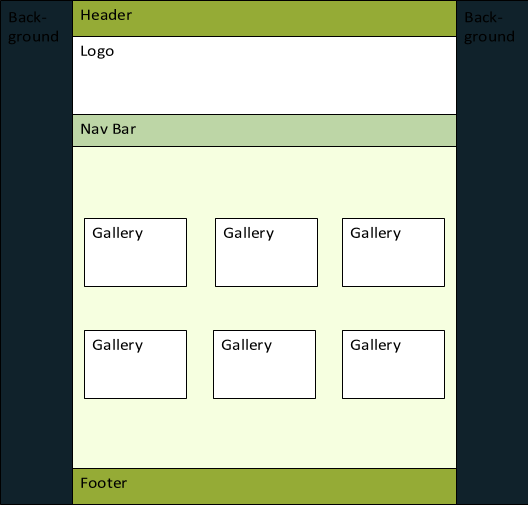 Back-
ground
Header
Back-
ground
Logo
Nav Bar
Gallery
Gallery
Gallery
Gallery
Gallery
Gallery
Footer